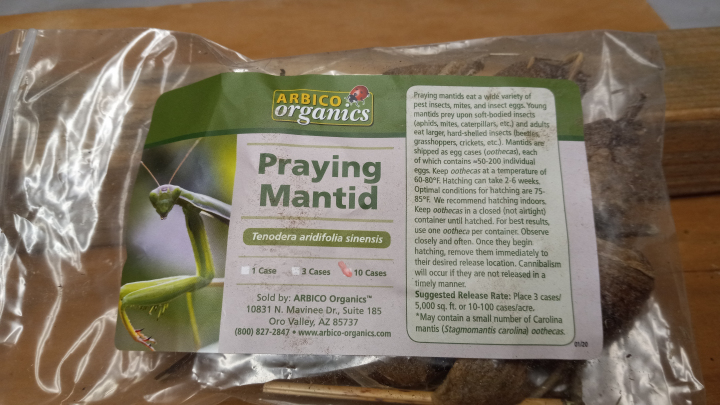 ARBICO
organics
Praying
Mantid
Tenodera aridifolia sinensis
1 Case 3 Cases 10 Cases
Sold by: ARBICO Organics™
10831 N. Mavinee Dr., Suite 185
Oro Valley, AZ 85737
(800) 827-2847 • www.arbico-organics.com
Praying mantids eat a wide variety of
pest insects, mites, and insect eggs. Young
mantids prey upon soft-bodied insects
(aphids, mites, caterpillars, etc.) and adults
eat larger, hard-shelled insects (beetles,
grasshoppers, crickets, etc.). Mantids are
shipped as egg cases (oothecas), each
of which contains ≈50-200 individual
eggs. Keep oothecas at a temperature of
60-80°F. Hatching can take 2-6 weeks.
Optimal conditions for hatching are 75-
85°F. We recommend hatching indoors.
Keep oothecas in a closed (not airtight)
container until hatched. For best results,
use one ootheca per container. Observe
closely and often. Once they begin
hatching, remove them immediately to
their desired release location. Cannibalism
will occur if they are not released in a
timely manner.
Suggested Release Rate: Place 3 cases/
5,000 sq. ft. or 10-100 cases/acre.
*May contain a small number of Carolina
mantis (Stagmomantis carolina) oothecas.
01/20